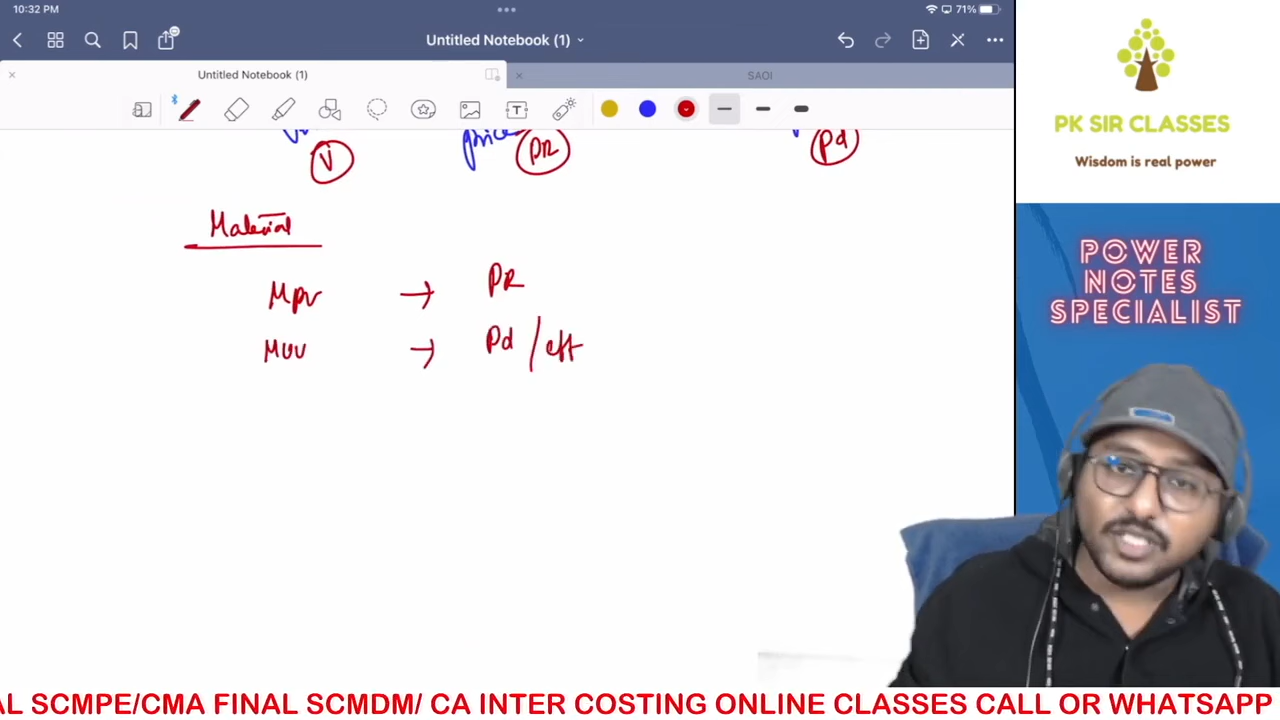 10:32 PM
71%
Untitled Notebook (1)
Untitled Notebook (1)
SAOI
T
price
V
PR
Pd
Material
MPV → PR
MUV → Pd / eff
PK SIR CLASSES
Wisdom is real power
POWER
NOTES
SPECIALIST
AL SCMPE/CMA FINAL SCMDM/ CA INTER COSTING ONLINE CLASSES CALL OR WHATSAPP